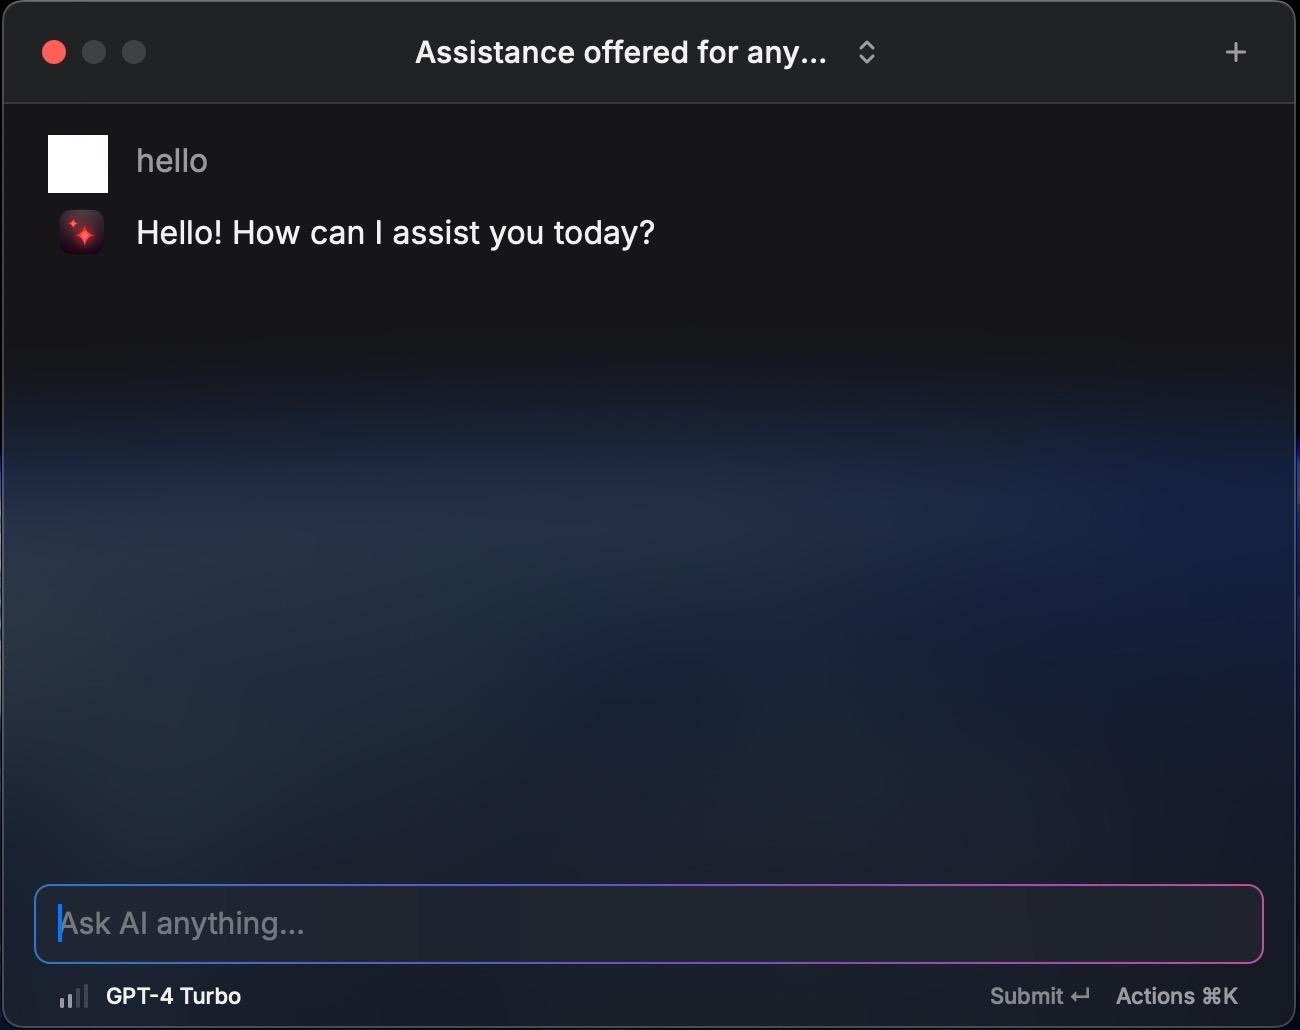 Assistance offered for any...
hello
Hello! How can I assist you today?
Ask AI anything...
GPT-4 Turbo
Submit ↵ Actions ⌘K